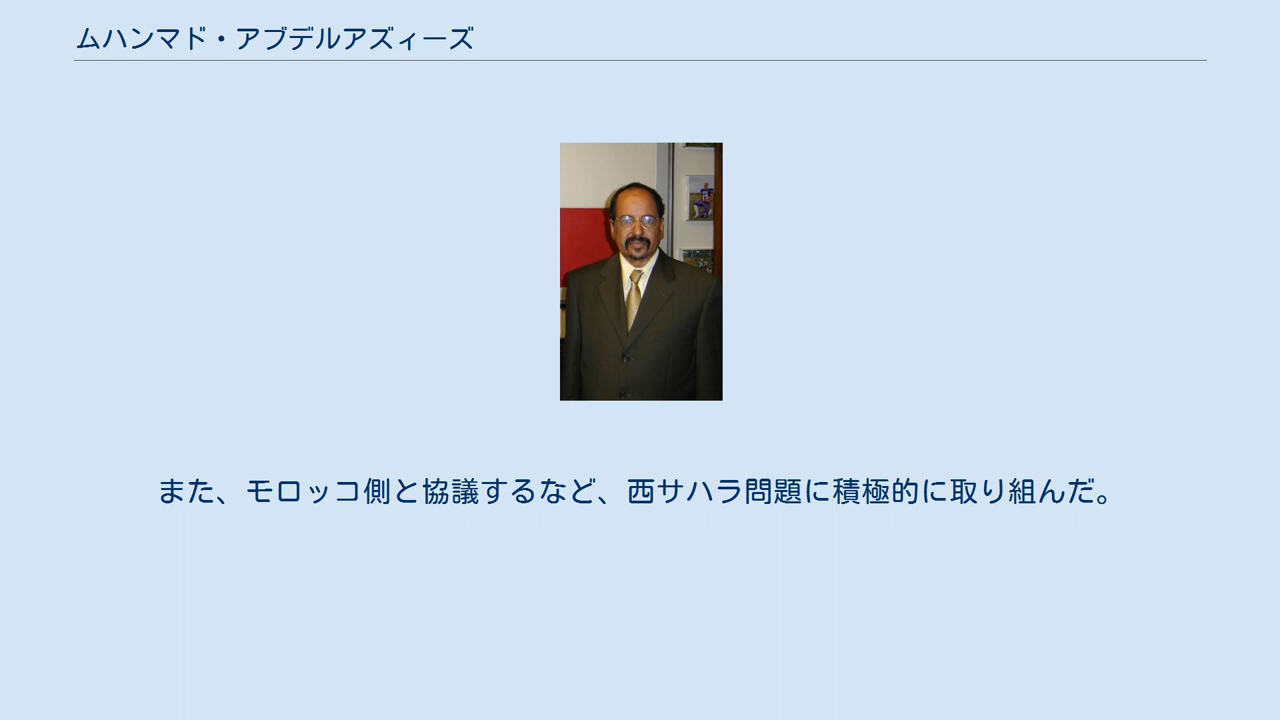 ムハンマド・アブデルアズィーズ
また、モロッコ側と協議するなど、西サハラ問題に積極的に取り組んだ。